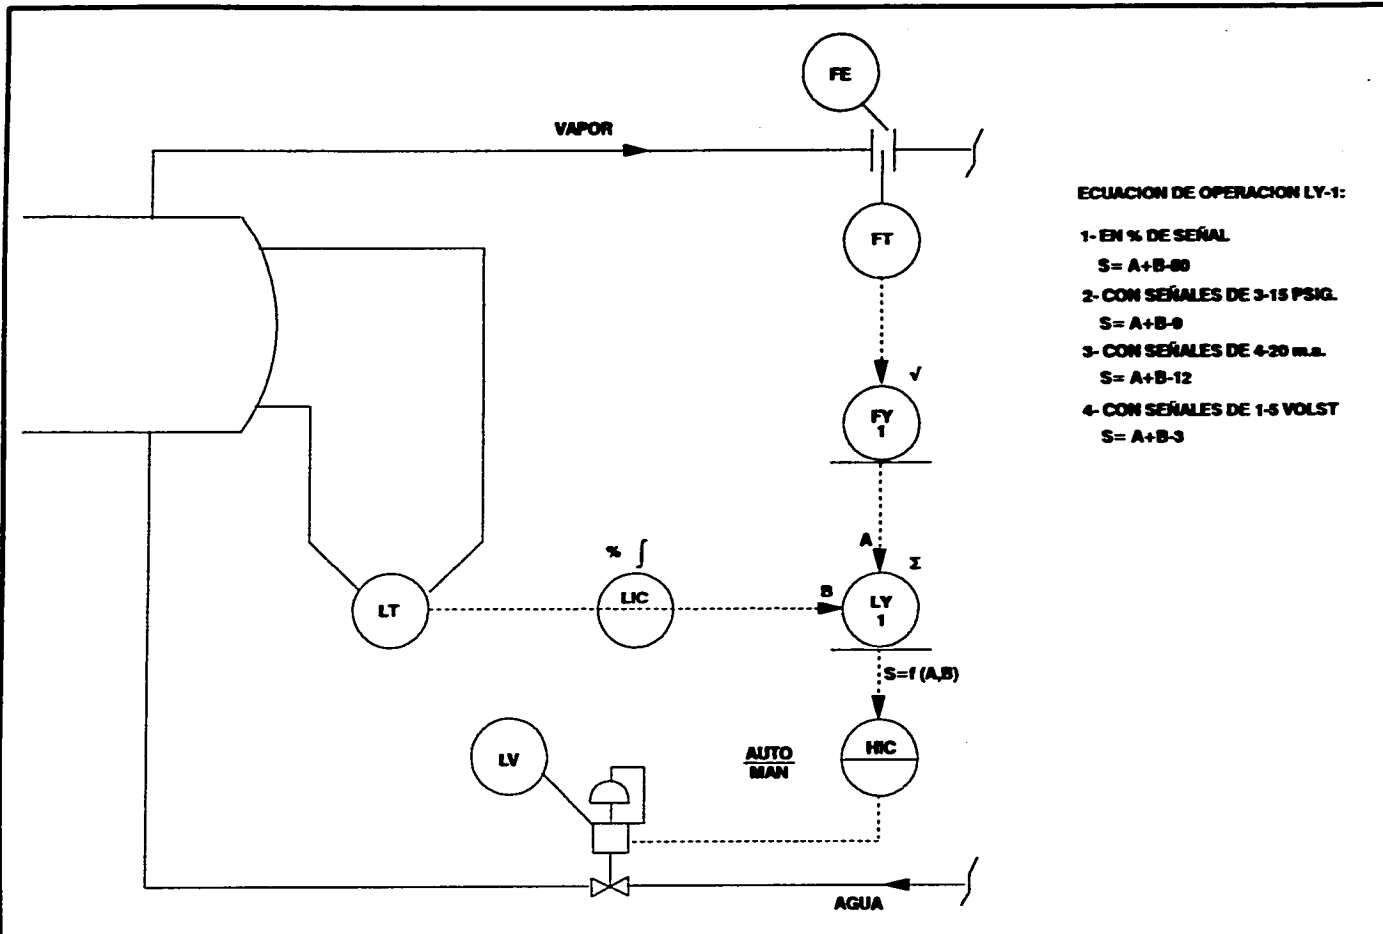 FE
VAPOR
ECUACION DE OPERACION LY-1:
FT
1- EN % DE SEÑAL
S= A+B-50
2- CON SEÑALES DE 3-15 PSIG.
S= A+B-9
3- CON SEÑALES DE 4-20 m.a.
S= A+B-12
√
FY
1
4- CON SEÑALES DE 1-5 VOLST
S= A+B-3
A
% ∫
Σ
LT
LIC
B
LY
1
S=f (A,B)
LV
AUTO
MAN
HIC
AGUA